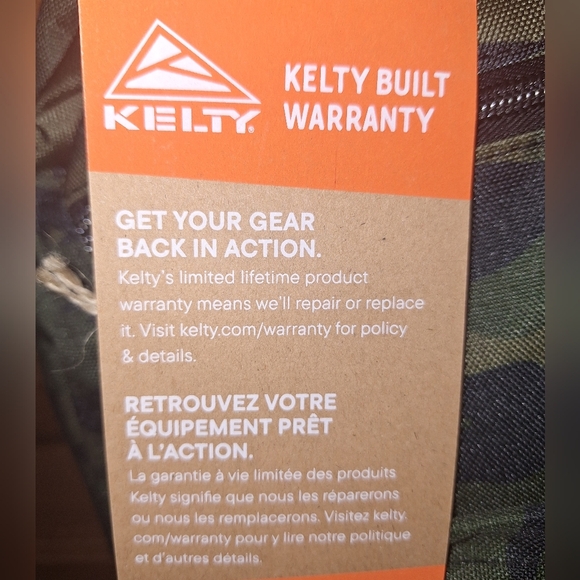 KELTY
KELTY BUILT
WARRANTY
GET YOUR GEAR
BACK IN ACTION.
Kelty's limited lifetime product
warranty means we'll repair or replace
it. Visit kelty.com/warranty for policy
& details.
RETROUVEZ VOTRE
ÉQUIPEMENT PRÊT
À L'ACTION.
La garantie à vie limitée des produits
Kelty signifie que nous les réparerons
ou nous les remplacerons. Visitez kelty.
com/warranty pour y lire notre politique
et d'autres détails.